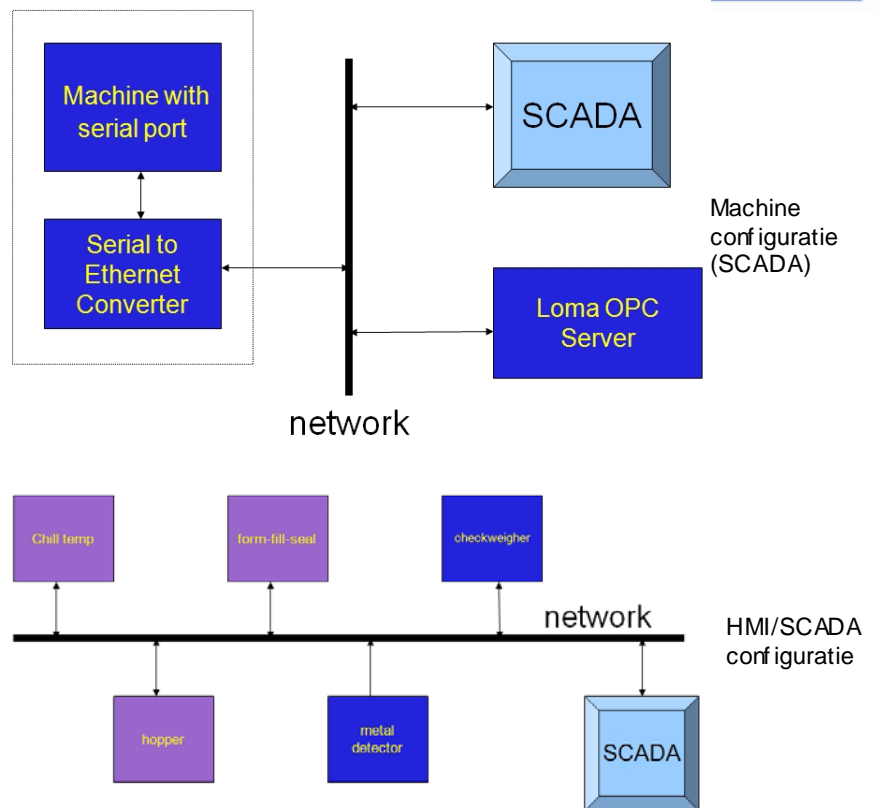 Machine with
serial port
SCADA
Machine
configuratie
(SCADA)
Serial to
Ethernet
Converter
Loma OPC
Server
network
Chill temp
form-fill-seal
checkweigher
network
HMI/SCADA
configuratie
hopper
metal
detector
SCADA